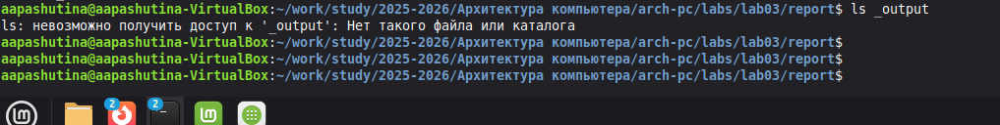 aapashutina@aapashutina-VirtualBox:~/work/study/2025-2026/Архитектура компьютера/arch-pc/labs/lab03/report$ ls _output
ls: невозможно получить доступ к '_output': Нет такого файла или каталога
aapashutina@aapashutina-VirtualBox:~/work/study/2025-2026/Архитектура компьютера/arch-pc/labs/lab03/report$
aapashutina@aapashutina-VirtualBox:~/work/study/2025-2026/Архитектура компьютера/arch-pc/labs/lab03/report$
aapashutina@aapashutina-VirtualBox:~/work/study/2025-2026/Архитектура компьютера/arch-pc/labs/lab03/report$
2 2